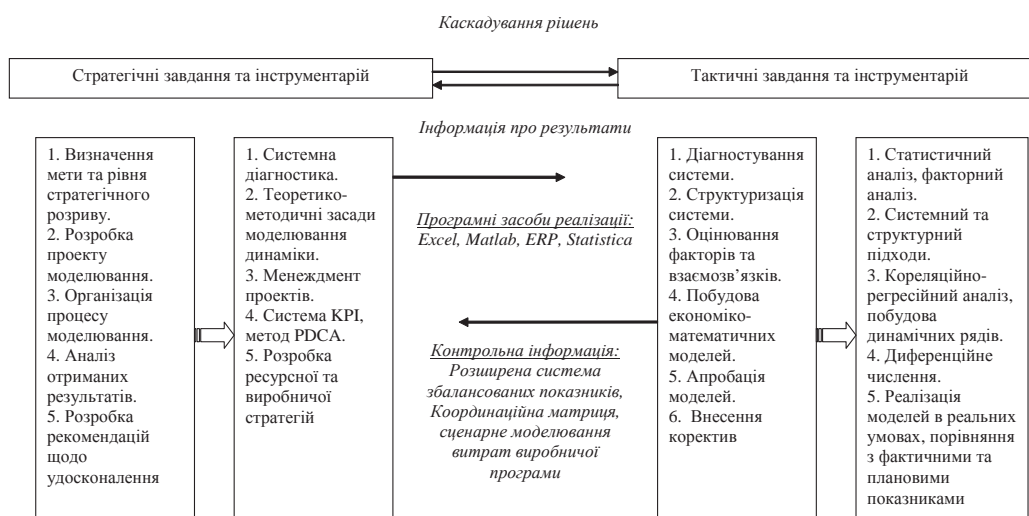 Каскадування рішень
Стратегічні завдання та інструментарій
Тактичні завдання та інструментарій
Інформація про результати
1. Визначення
мети та рівня
стратегічного
розриву.
2. Розробка
проекту
моделювання.
3. Організація
процесу
моделювання.
4. Аналіз
отриманих
результатів.
5. Розробка
рекомендацій
щодо
удосконалення
1. Системна
діагностика.
2. Теоретико-
методичні засади
моделювання
динаміки.
3. Менеждмент
проектів.
4. Система KPI,
метод PDCA.
5. Розробка
ресурсної та
виробничої
стратегій
Програмні засоби реалізації:
Excel, Matlab, ERP, Statistica
Контрольна інформація:
Розширена система
збалансованих показників,
Координаційна матриця,
сценарне моделювання
витрат виробничої
програми
1. Діагностування
системи.
2. Структуризація
системи.
3. Оцінювання
факторів та
взаємозв’язків.
4. Побудова
економіко-
математичних
моделей.
5. Апробація
моделей.
6. Внесення
коректив
1. Статистичний
аналіз, факторний
аналіз.
2. Системний та
структурний
підходи.
3. Кореляційно-
регресійний аналіз,
побудова
динамічних рядів.
4. Диференційне
числення.
5. Реалізація
моделей в реальних
умовах, порівняння
з фактичними та
плановими
показниками